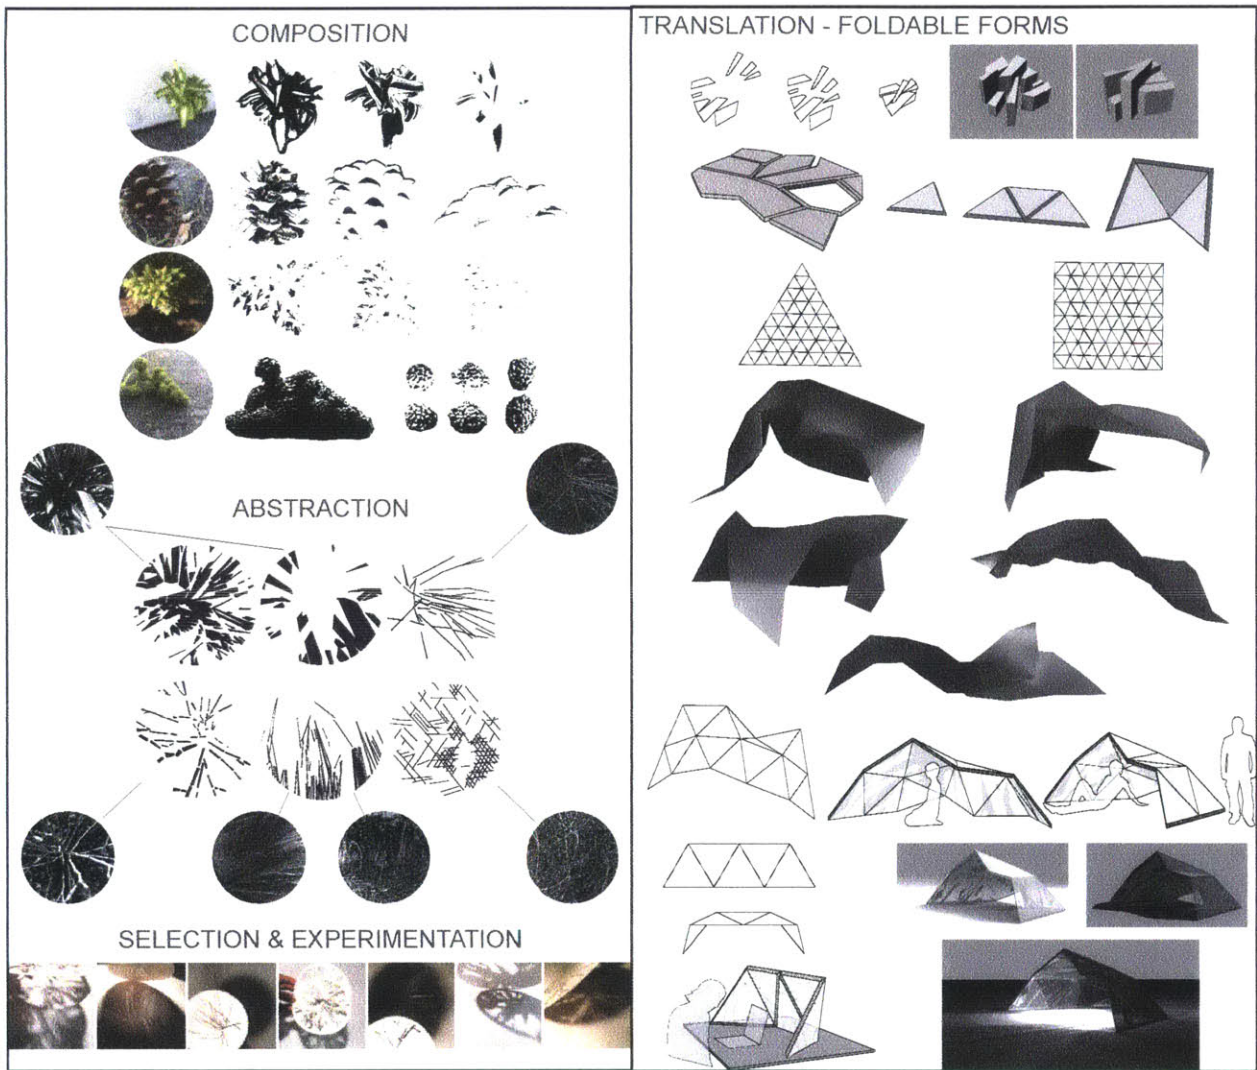 COMPOSITION
ABSTRACTION
SELECTION & EXPERIMENTATION
TRANSLATION - FOLDABLE FORMS